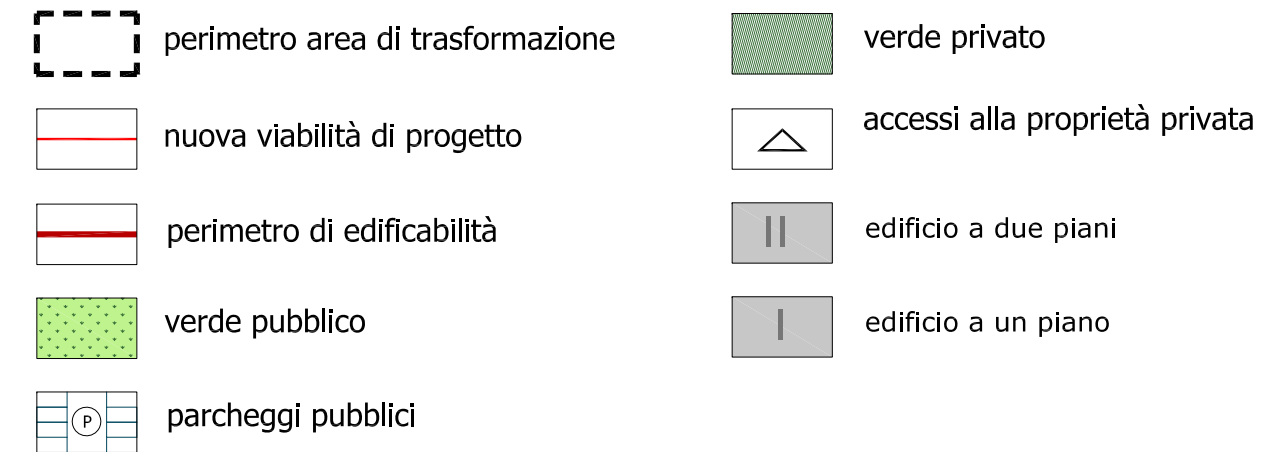 perimetro area di trasformazione
nuova viabilità di progetto
perimetro di edificabilità
verde pubblico
P
parcheggi pubblici
verde privato
accessi alla proprietà privata
II
edificio a due piani
I
edificio a un piano